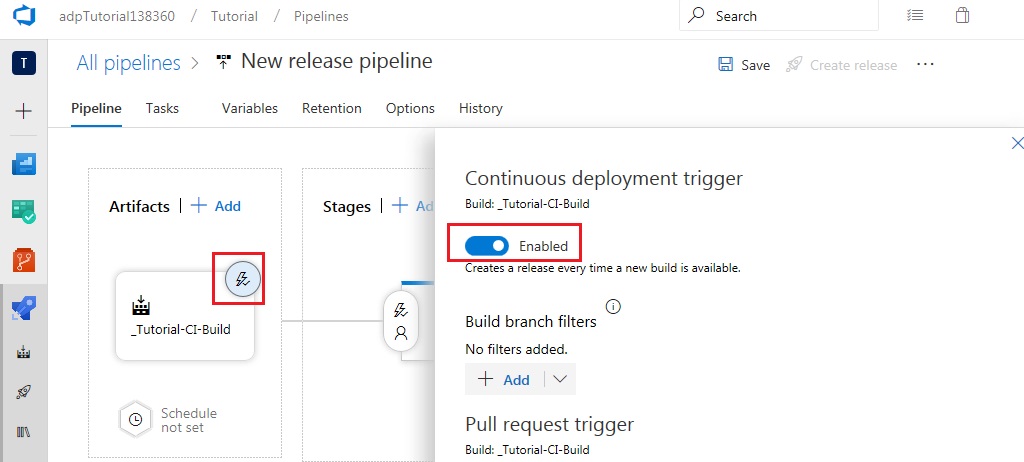 adpTutorial138360 / Tutorial / Pipelines
Search
T
All pipelines > New release pipeline
Save
Create release
...
Pipeline Tasks Variables Retention Options History
Artifacts | + Add
Stages | + Ad
_Tutorial-CI-Build
Schedule
not set
Continuous deployment trigger
Build: _Tutorial-CI-Build
Enabled
Creates a release every time a new build is available.
Build branch filters
No filters added.
+ Add
Pull request trigger
Build: _Tutorial-CI-Build